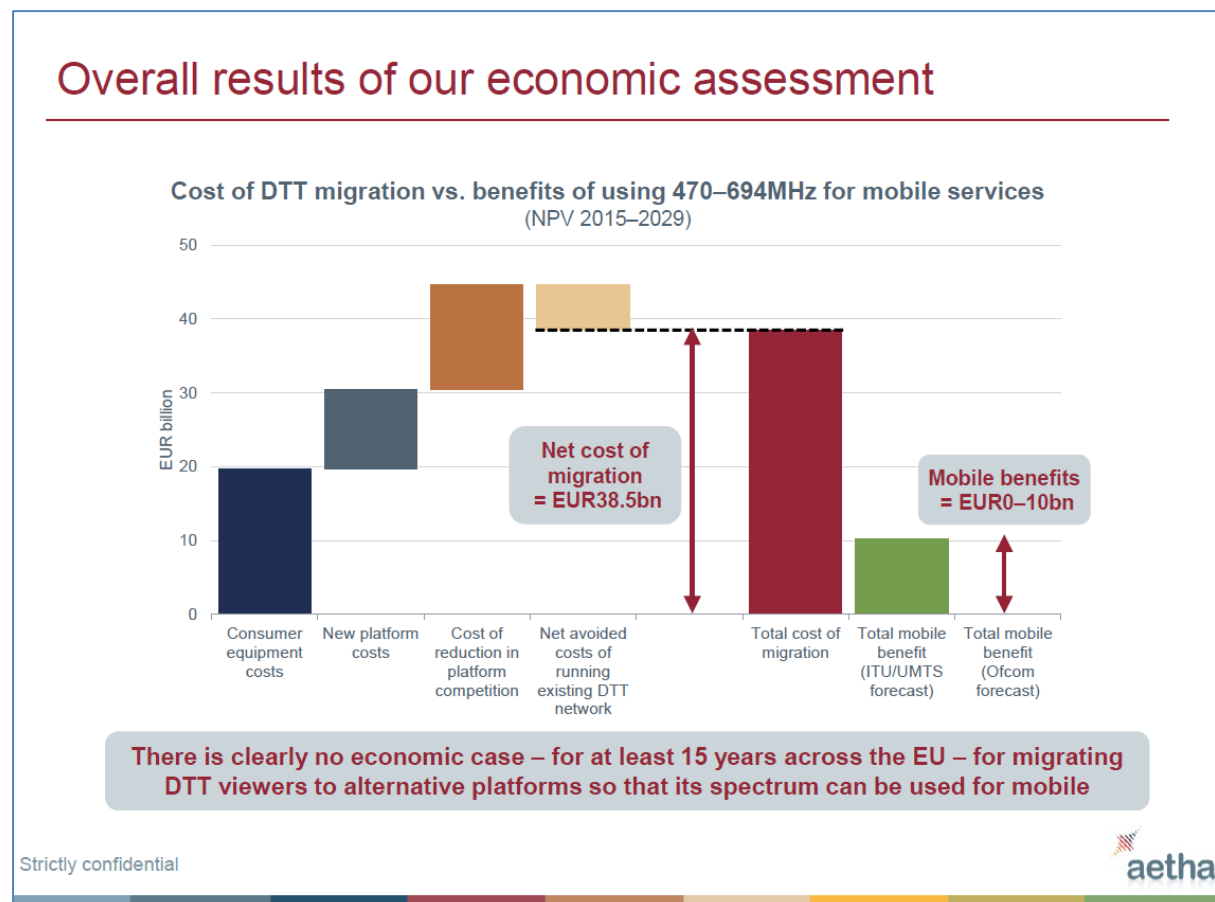 Overall results of our economic assessment
Cost of DTT migration vs. benefits of using 470–694MHz for mobile services
(NPV 2015–2029)
EUR billion
50
40
30
20
10
0
Net cost of
migration
= EUR38.5bn
Mobile benefits
= EUR0–10bn
Consumer
equipment
costs
New platform
costs
Cost of
reduction in
platform
competition
Net avoided
costs of
running
existing DTT
network
Total cost of
migration
Total mobile
benefit
(ITU/UMTS
forecast)
Total mobile
benefit
(Ofcom
forecast)
There is clearly no economic case – for at least 15 years across the EU – for migrating
DTT viewers to alternative platforms so that its spectrum can be used for mobile
Strictly confidential
aetha